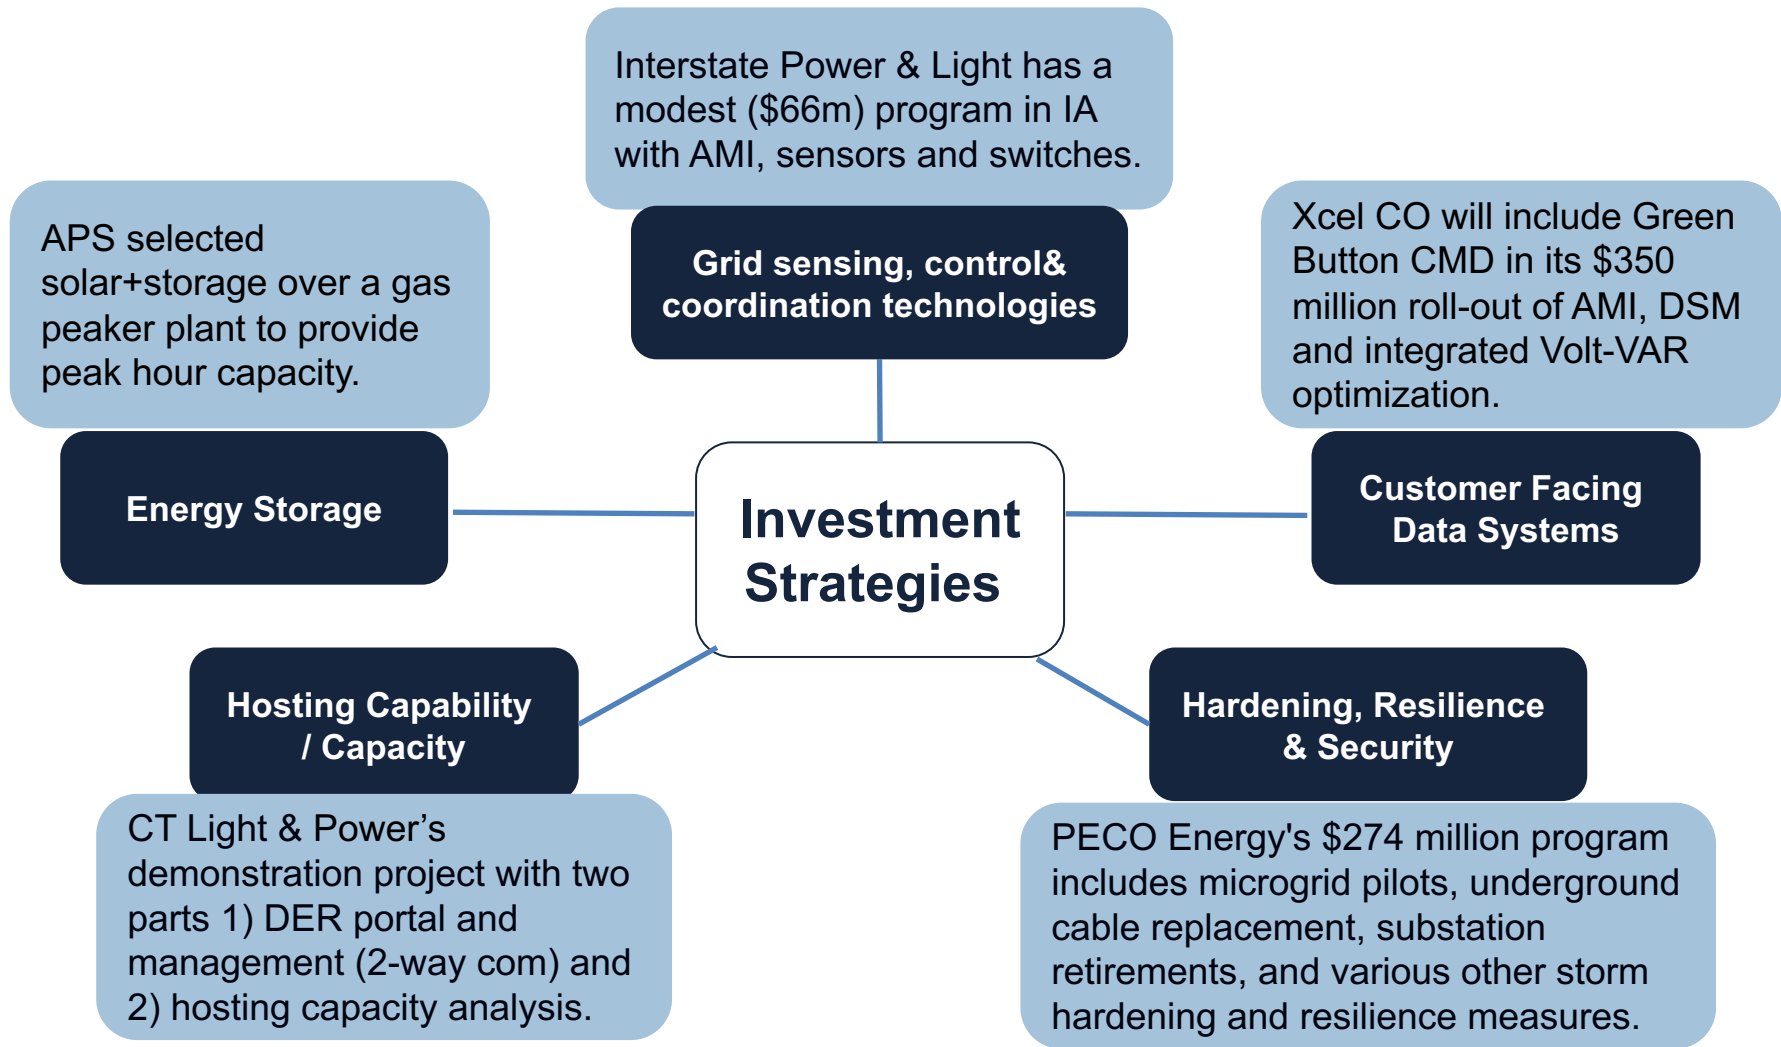 Interstate Power & Light has a
modest ($66m) program in IA
with AMI, sensors and switches.
Grid sensing, control&
coordination technologies
APS selected
solar+storage over a gas
peaker plant to provide
peak hour capacity.
Energy Storage
Xcel CO will include Green
Button CMD in its $350
million roll-out of AMI, DSM
and integrated Volt-VAR
optimization.
Customer Facing
Data Systems
Investment
Strategies
Hosting Capability
/ Capacity
CT Light & Power’s
demonstration project with two
parts 1) DER portal and
management (2-way com) and
2) hosting capacity analysis.
Hardening, Resilience
& Security
PECO Energy's $274 million program
includes microgrid pilots, underground
cable replacement, substation
retirements, and various other storm
hardening and resilience measures.